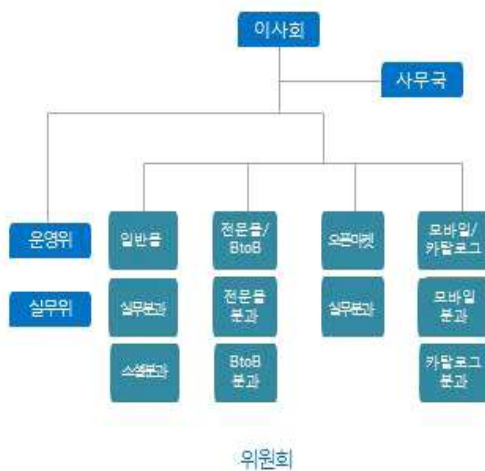 이사회
사무국
운영위
일반몰
전문몰/
BtoB
오픈마켓
모바일/
카탈로그
실무위
실무분과
전문몰
분과
실무분과
모바일
분과
소셜분과
BtoB
분과
카탈로그
분과
위원회